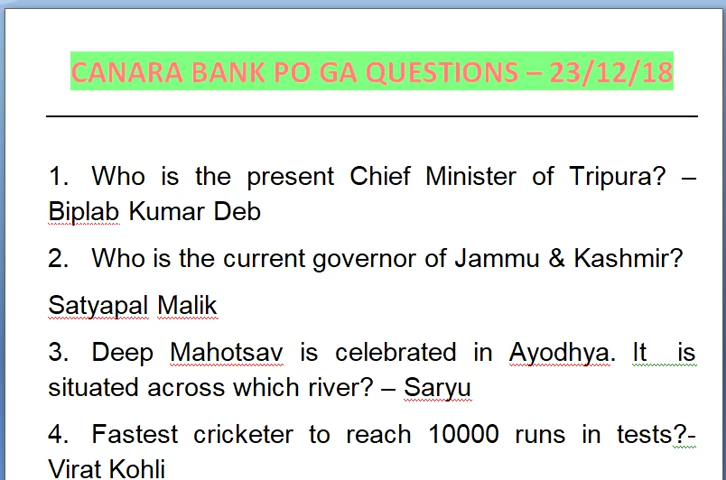 CANARA BANK PO GA QUESTIONS – 23/12/18
1. Who is the present Chief Minister of Tripura? –
Biplab Kumar Deb
2. Who is the current governor of Jammu & Kashmir?
Satyapal Malik
3. Deep Mahotsav is celebrated in Ayodhya. It is
situated across which river? – Saryu
4. Fastest cricketer to reach 10000 runs in tests?-
Virat Kohli